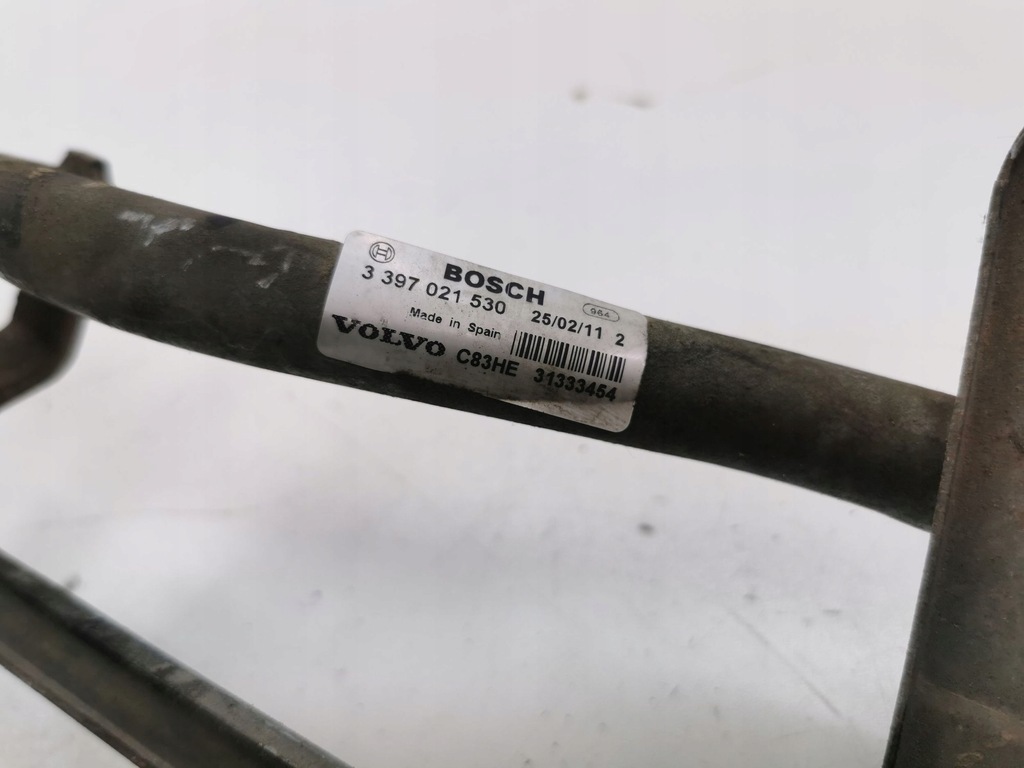 BOSCH
3 397 021 530
964
25/02/11 2
Made in Spain
VOLVO C83HE 31333454